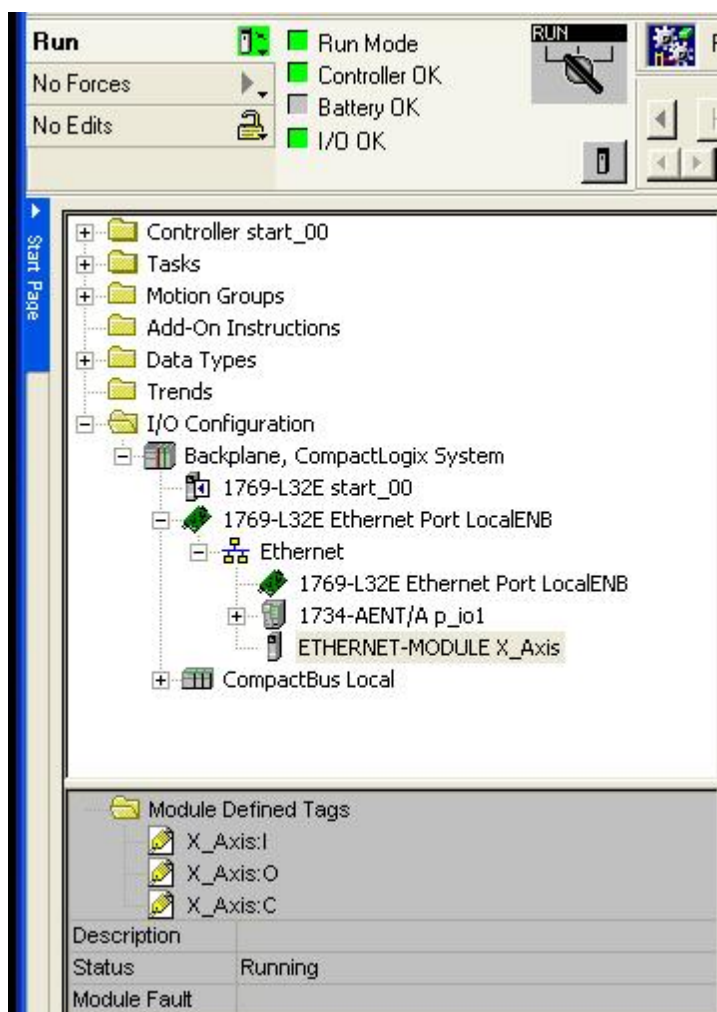 Run
Run Mode
RUN
No Forces
Controller OK
Battery OK
No Edits
I/O OK
Start Page
Controller start_00
Tasks
Motion Groups
Add-On Instructions
Data Types
Trends
I/O Configuration
Backplane, CompactLogix System
1769-L32E start_00
1769-L32E Ethernet Port LocalENB
Ethernet
1769-L32E Ethernet Port LocalENB
1734-AENT/A p_io1
ETHERNET-MODULE X_Axis
CompactBus Local
Module Defined Tags
X_Axis:I
X_Axis:O
X_Axis:C
Description
Status Running
Module Fault